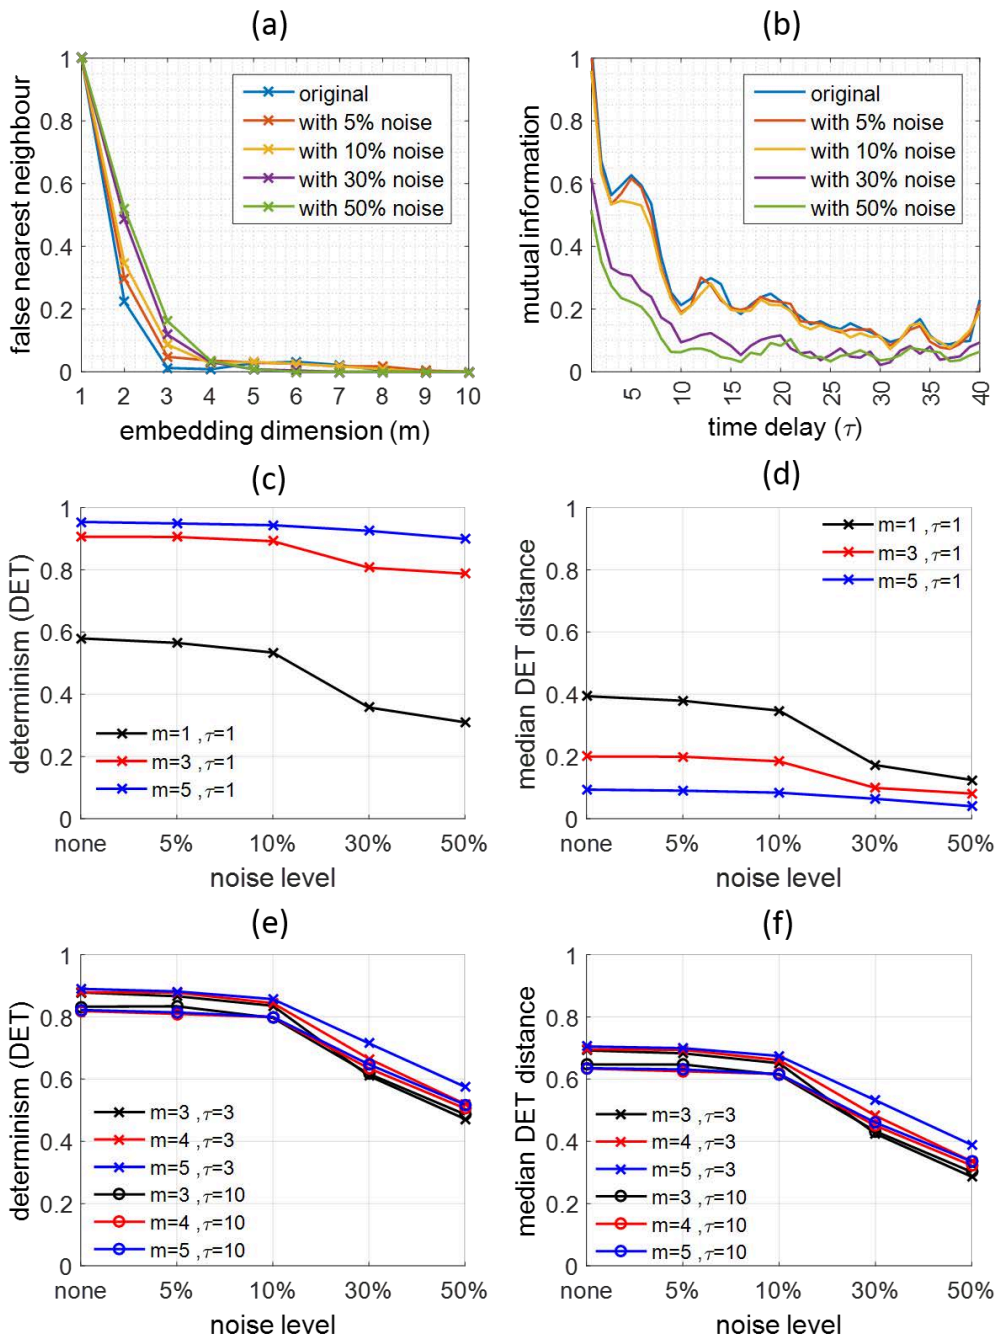 (a)
false nearest neighbour
1
0.8
0.6
0.4
0.2
0
original
with 5% noise
with 10% noise
with 30% noise
with 50% noise
1 2 3 4 5 6 7 8 9 10
embedding dimension (m)
(b)
mutual information
1
0.8
0.6
0.4
0.2
0
original
with 5% noise
with 10% noise
with 30% noise
with 50% noise
5 10 15 20 25 30 35 40
time delay (τ)
(c)
determinism (DET)
1
0.8
0.6
0.4
0.2
0
m=1 ,τ=1
m=3 ,τ=1
m=5 ,τ=1
none 5% 10% 30% 50%
noise level
(d)
median DET distance
1
0.8
0.6
0.4
0.2
0
m=1 ,τ=1
m=3 ,τ=1
m=5 ,τ=1
none 5% 10% 30% 50%
noise level
(e)
determinism (DET)
1
0.8
0.6
0.4
0.2
0
m=3 ,τ=3
m=4 ,τ=3
m=5 ,τ=3
m=3 ,τ=10
m=4 ,τ=10
m=5 ,τ=10
none 5% 10% 30% 50%
noise level
(f)
median DET distance
1
0.8
0.6
0.4
0.2
0
m=3 ,τ=3
m=4 ,τ=3
m=5 ,τ=3
m=3 ,τ=10
m=4 ,τ=10
m=5 ,τ=10
none 5% 10% 30% 50%
noise level